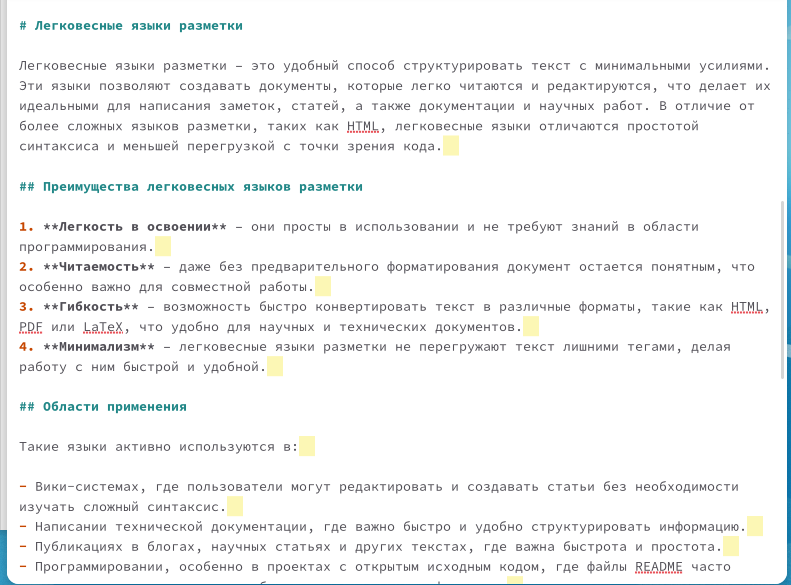 # Легковесные языки разметки
Легковесные языки разметки – это удобный способ структурировать текст с минимальными усилиями.
Эти языки позволяют создавать документы, которые легко читаются и редактируются, что делает их
идеальными для написания заметок, статей, а также документации и научных работ. В отличие от
более сложных языков разметки, таких как HTML, легковесные языки отличаются простотой
синтаксиса и меньшей перегрузкой с точки зрения кода.
## Преимущества легковесных языков разметки
1. **Легкость в освоении** – они просты в использовании и не требуют знаний в области
программирования.
2. **Читаемость** – даже без предварительного форматирования документ остается понятным, что
особенно важно для совместной работы.
3. **Гибкость** – возможность быстро конвертировать текст в различные форматы, такие как HTML,
PDF или LaTeX, что удобно для научных и технических документов.
4. **Минимализм** – легковесные языки разметки не перегружают текст лишними тегами, делая
работу с ним быстрой и удобной.
## Области применения
Такие языки активно используются в:
- Вики-системах, где пользователи могут редактировать и создавать статьи без необходимости
изучать сложный синтаксис.
- Написании технической документации, где важно быстро и удобно структурировать информацию.
- Публикациях в блогах, научных статьях и других текстах, где важна быстрота и простота.
- Программировании, особенно в проектах с открытым исходным кодом, где файлы README часто